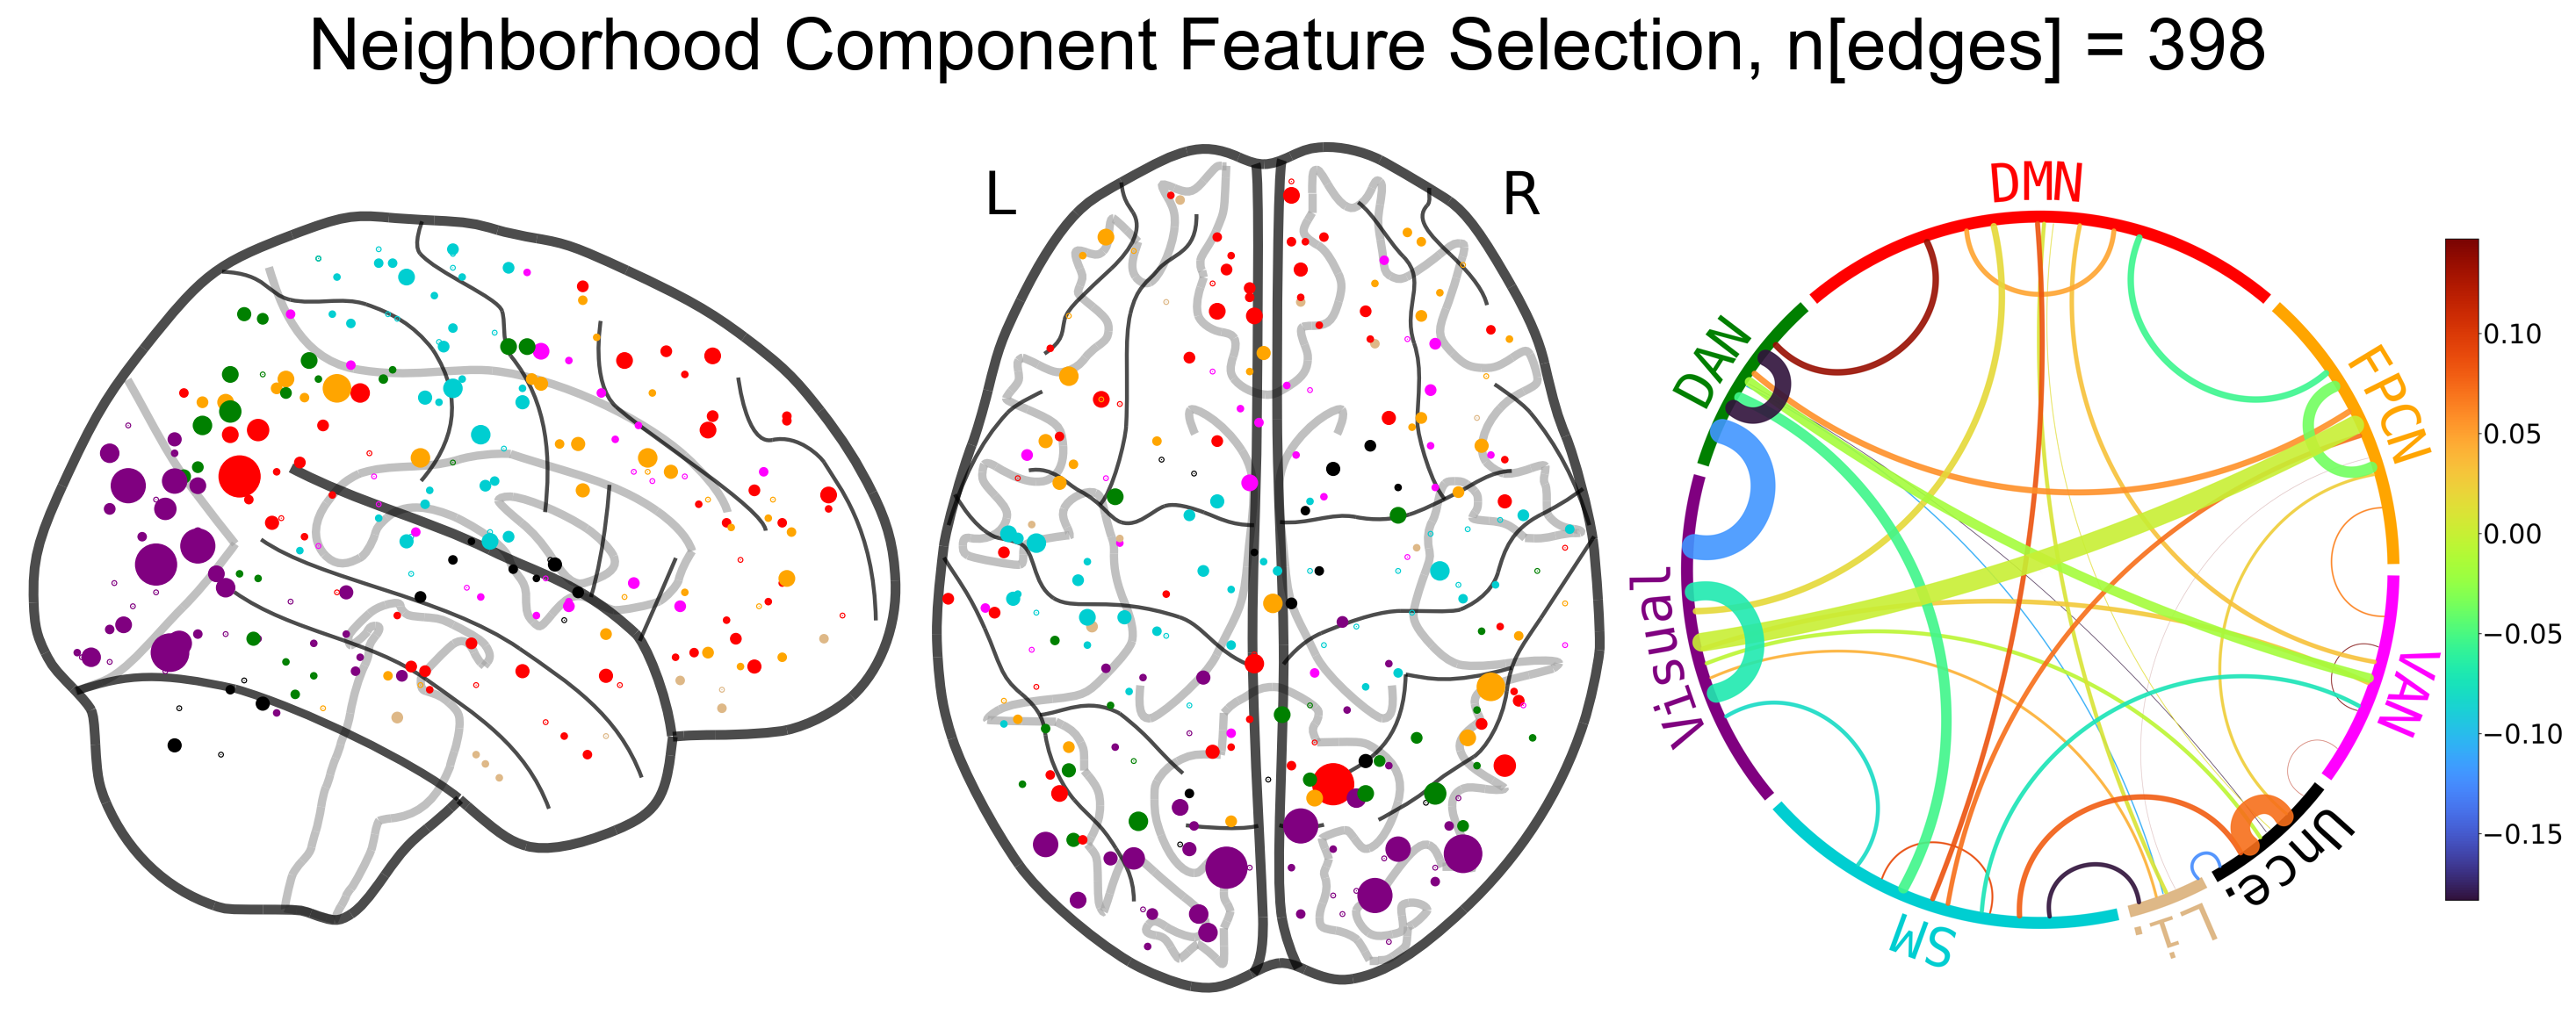 Neighborhood Component Feature Selection, n[edges] = 398
L
R
DMN
FPCN
VAN
Unce.
Li.
SM
Visual
DAN
0.10
0.05
0.00
−0.05
−0.10
−0.15